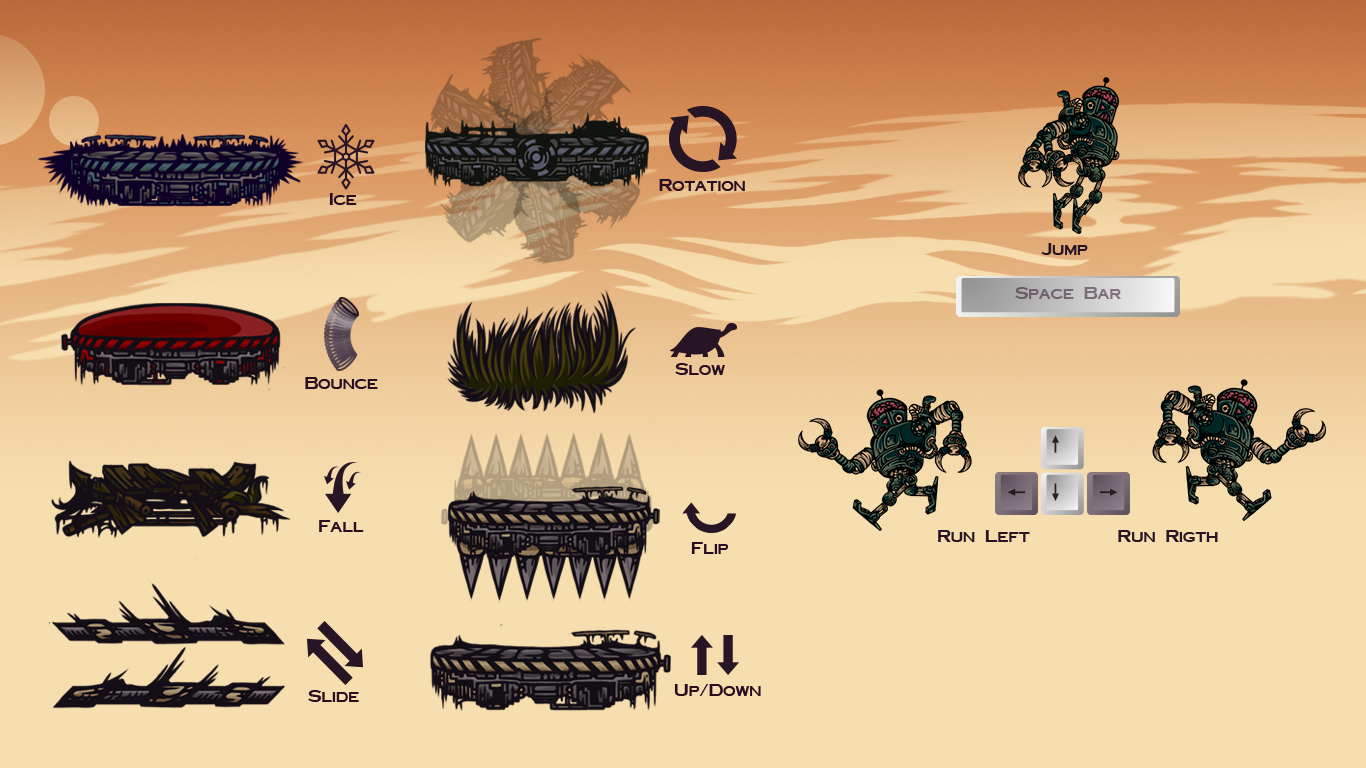 Ice
Rotation
Jump
Space Bar
Bounce
Slow
Fall
Flip
Run Left
Run Rigth
Slide
Up/Down